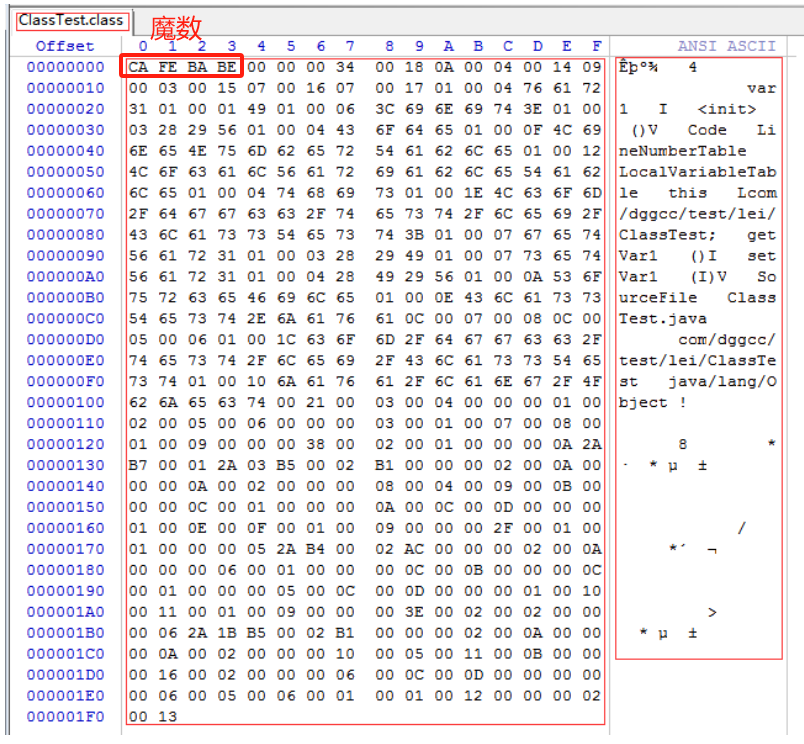 ClassTest.class
魔数
Offset 0 1 2 3 4 5 6 7 8 9 A B C D E F ANSI ASCII
00000000 CA FE BA BE 00 00 00 34 00 18 0A 00 04 00 14 09 Êþº¾ 4
00000010 00 03 00 15 07 00 16 07 00 17 01 00 04 76 61 72 var
00000020 31 01 00 01 49 01 00 06 3C 69 6E 69 74 3E 01 00 1 I <init>
00000030 03 28 29 56 01 00 04 43 6F 64 65 01 00 0F 4C 69 ()V Code Li
00000040 6E 65 4E 75 6D 62 65 72 54 61 62 6C 65 01 00 12 neNumberTable
00000050 4C 6F 63 61 6C 56 61 72 69 61 62 6C 65 54 61 62 LocalVariableTab
00000060 6C 65 01 00 04 74 68 69 73 01 00 1E 4C 63 6F 6D le this Lcom
00000070 2F 64 67 67 63 63 2F 74 65 73 74 2F 6C 65 69 2F /dggcc/test/lei/
00000080 43 6C 61 73 73 54 65 73 74 3B 01 00 07 67 65 74 ClassTest; get
00000090 56 61 72 31 01 00 03 28 29 49 01 00 07 73 65 74 Var1 ()I set
000000A0 56 61 72 31 01 00 04 28 49 29 56 01 00 0A 53 6F Var1 (I)V So
000000B0 75 72 63 65 46 69 6C 65 01 00 0E 43 6C 61 73 73 urceFile Class
000000C0 54 65 73 74 2E 6A 61 76 61 0C 00 07 00 08 0C 00 Test.java
000000D0 05 00 06 01 00 1C 63 6F 6D 2F 64 67 67 63 63 2F com/dggcc/
000000E0 74 65 73 74 2F 6C 65 69 2F 43 6C 61 73 73 54 65 test/lei/ClassTe
000000F0 73 74 01 00 10 6A 61 76 61 2F 6C 61 6E 67 2F 4F st java/lang/O
00000100 62 6A 65 63 74 00 21 00 03 00 04 00 00 00 01 00 bject !
00000110 02 00 05 00 06 00 00 00 03 00 01 00 07 00 08 00
00000120 01 00 09 00 00 00 38 00 02 00 01 00 00 00 0A 2A 8 *
00000130 B7 00 01 2A 03 B5 00 02 B1 00 00 00 02 00 0A 00 · * µ ±
00000140 00 00 0A 00 02 00 00 00 08 00 04 00 09 00 0B 00
00000150 00 00 0C 00 01 00 00 00 0A 00 0C 00 0D 00 00 00
00000160 01 00 0E 00 0F 00 01 00 09 00 00 00 2F 00 01 00 /
00000170 01 00 00 00 05 2A B4 00 02 AC 00 00 00 02 00 0A *´ ¬
00000180 00 00 00 06 00 01 00 00 00 0C 00 0B 00 00 00 0C
00000190 00 01 00 00 00 05 00 0C 00 0D 00 00 00 01 00 10
000001A0 00 11 00 01 00 09 00 00 00 3E 00 02 00 02 00 00 >
000001B0 00 06 2A 1B B5 00 02 B1 00 00 00 02 00 0A 00 00 * µ ±
000001C0 00 0A 00 02 00 00 00 10 00 05 00 11 00 0B 00 00
000001D0 00 16 00 02 00 00 00 06 00 0C 00 0D 00 00 00 00
000001E0 00 06 00 05 00 06 00 01 00 01 00 12 00 00 00 02
000001F0 00 13